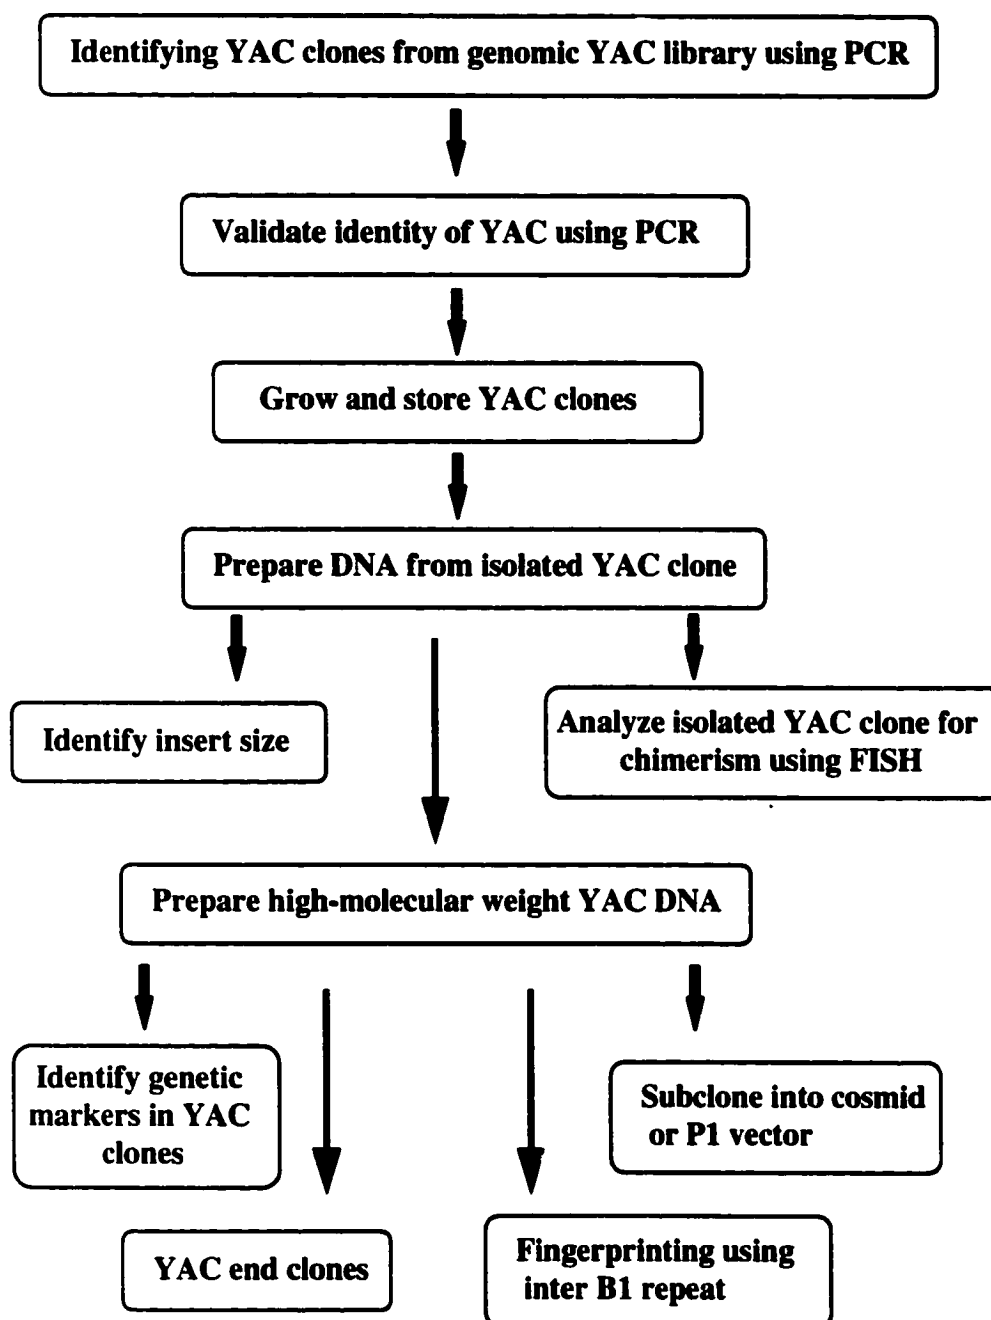 Identifying YAC clones from genomic YAC library using PCR
Validate identity of YAC using PCR
Grow and store YAC clones
Prepare DNA from isolated YAC clone
Identify insert size
Analyze isolated YAC clone for
chimerism using FISH
Prepare high-molecular weight YAC DNA
Identify genetic
markers in YAC
clones
Subclone into cosmid
or P1 vector
YAC end clones
Fingerprinting using
inter B1 repeat